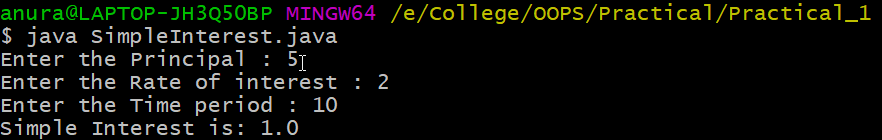 anura@LAPTOP-JH3Q50BP MINGW64 /e/College/OOPS/Practical/Practical_1
$ java SimpleInterest.java
Enter the Principal : 5
Enter the Rate of interest : 2
Enter the Time period : 10
Simple Interest is: 1.0